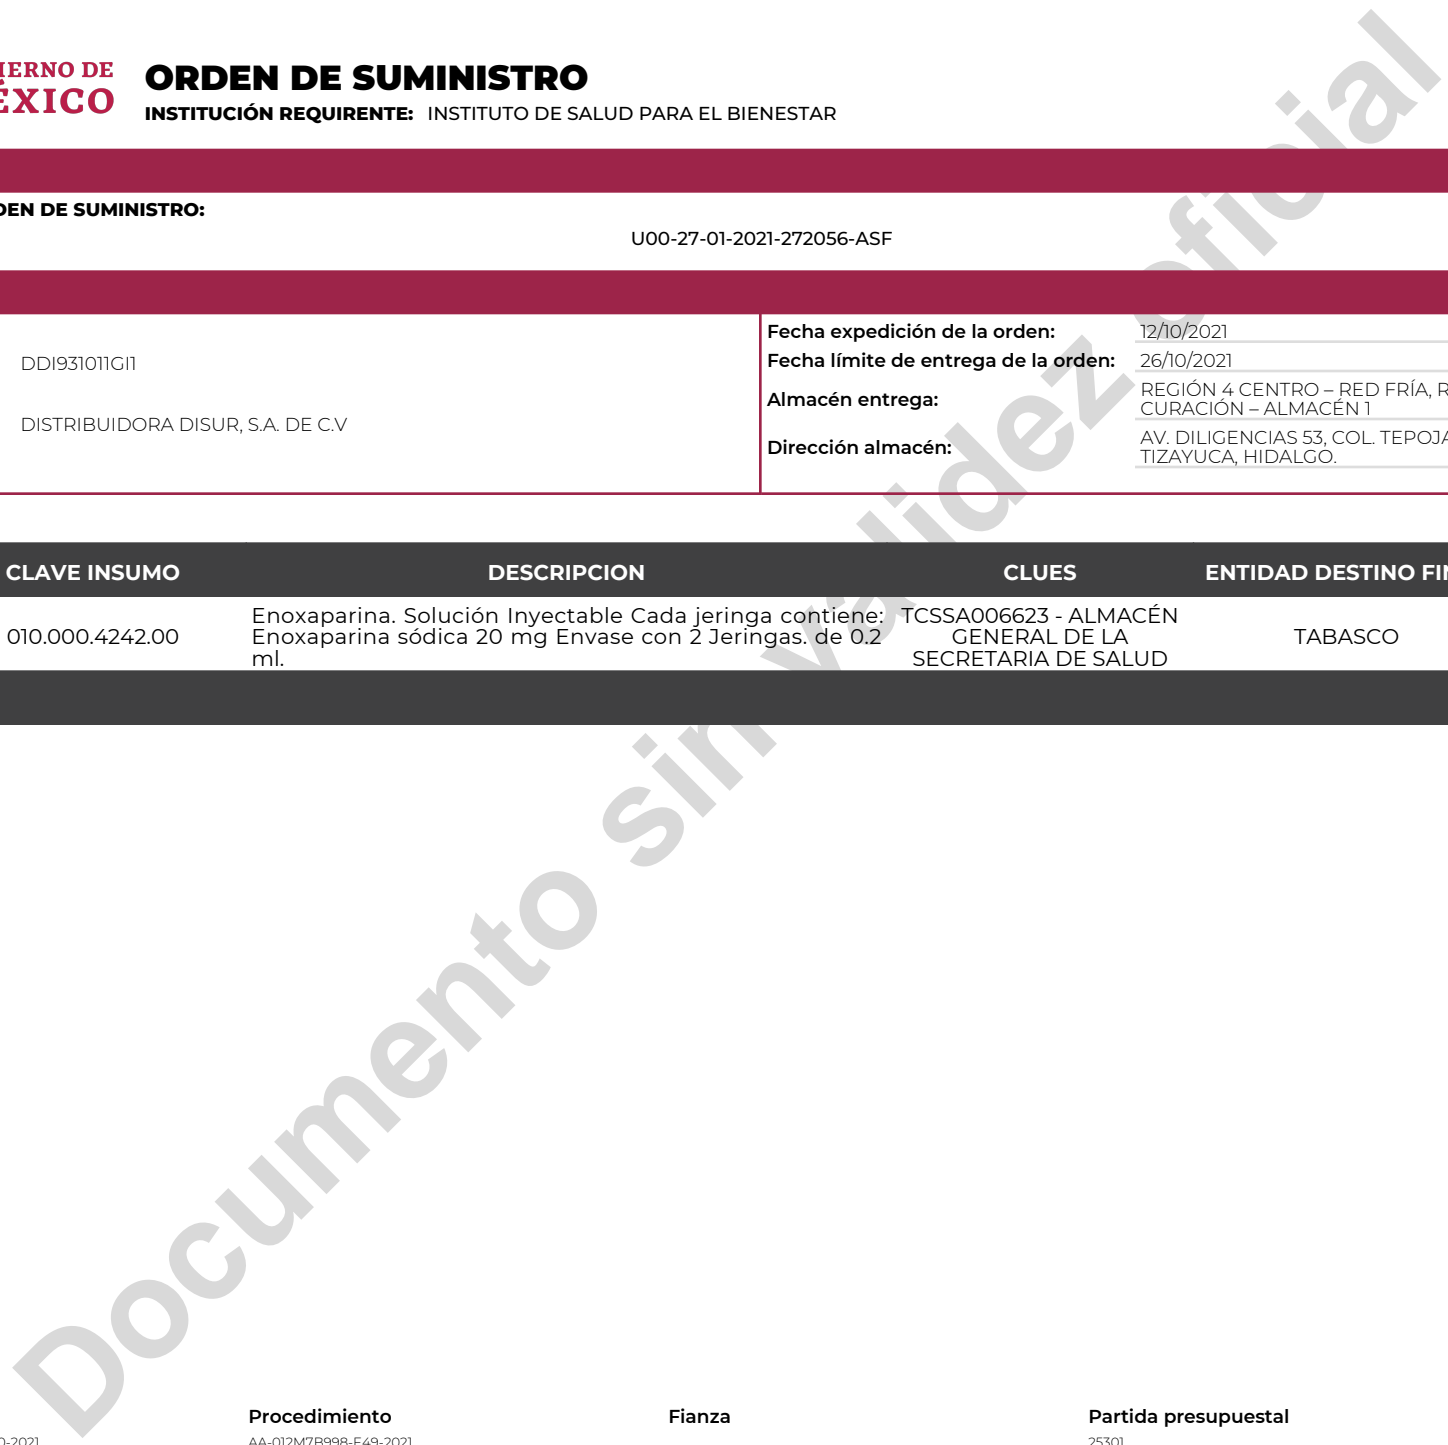 ORDEN DE SUMINISTRO
INSTITUCIÓN REQUIRENTE: INSTITUTO DE SALUD PARA EL BIENESTAR
DE
ÉXICO
DE SUMINISTRO:
U00-27-01-2021-272056-ASF
DDI931011GI1
DISTRIBUIDORA DISUR, S.A. DE C.V
Fecha expedición de la orden: 12/10/2021
Fecha límite de entrega de la orden: 26/10/2021
Almacén entrega: REGIÓN 4 CENTRO – RED FRÍA,
CURACIÓN – ALMACÉN 1
Dirección almacén: AV. DILIGENCIAS 53, COL.
TIZAYUCA, HIDALGO.
CLAVE INSUMO DESCRIPCION CLUES ENTIDAD DESTINO
010.000.4242.00
Enoxaparina. Solución Inyectable Cada jeringa contiene:
Enoxaparina sódica 20 mg Envase con 2 Jeringas. de 0.2
ml.
TCSSA006623 - ALMACÉN
GENERAL DE LA
SECRETARIA DE SALUD
TABASCO
Documento sin validez oficial
Procedimiento Fianza Partida presupuestal
AA-012M7B998-E49-2021 25301